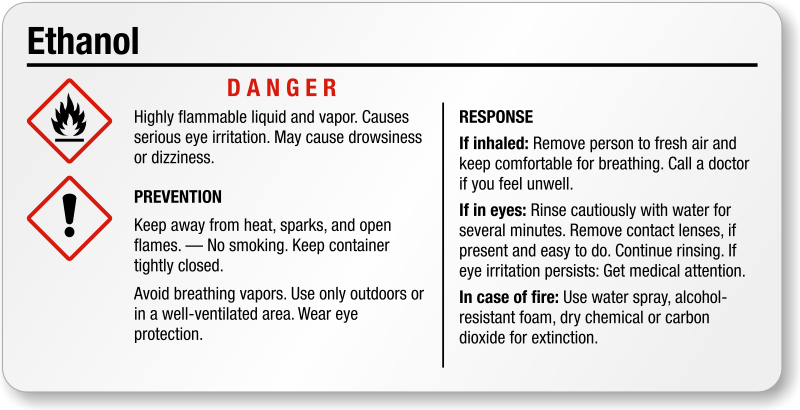 Ethanol
DANGER
Highly flammable liquid and vapor. Causes
serious eye irritation. May cause drowsiness
or dizziness.
PREVENTION
Keep away from heat, sparks, and open
flames. — No smoking. Keep container
tightly closed.
Avoid breathing vapors. Use only outdoors or
in a well-ventilated area. Wear eye
protection.
RESPONSE
If inhaled: Remove person to fresh air and
keep comfortable for breathing. Call a doctor
if you feel unwell.
If in eyes: Rinse cautiously with water for
several minutes. Remove contact lenses, if
present and easy to do. Continue rinsing. If
eye irritation persists: Get medical attention.
In case of fire: Use water spray, alcohol-
resistant foam, dry chemical or carbon
dioxide for extinction.